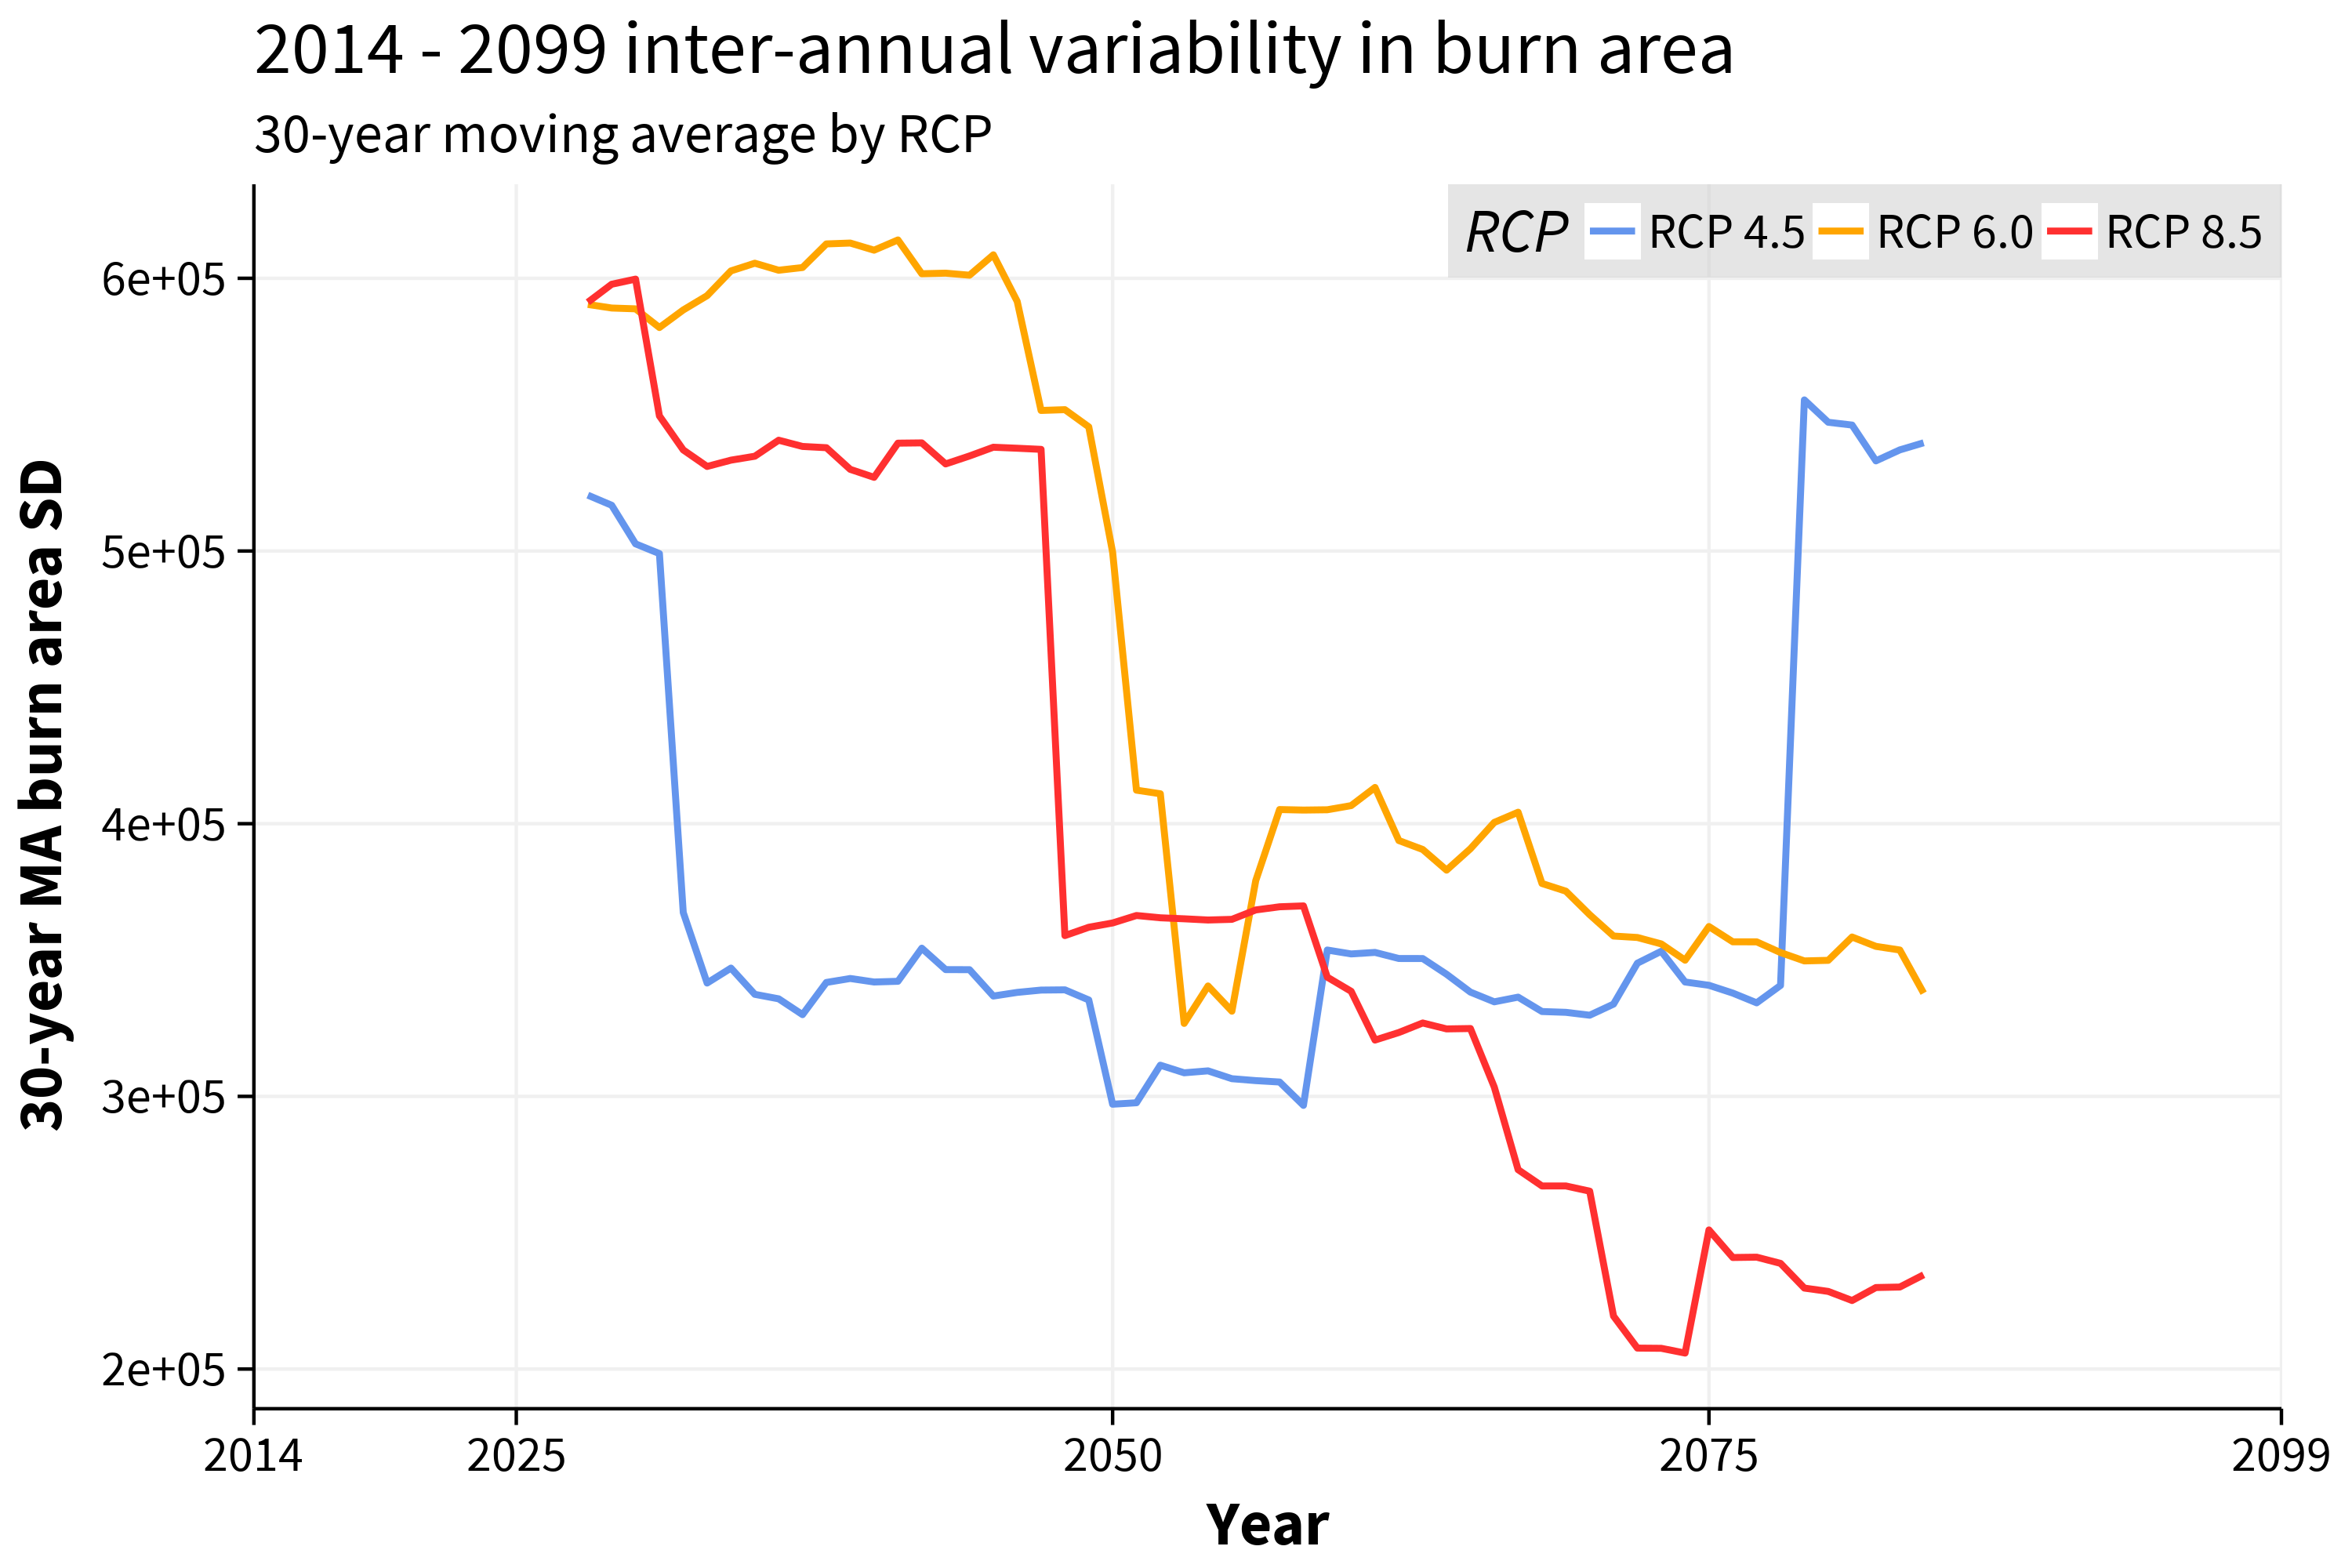 2014 - 2099 inter-annual variability in burn area
30-year moving average by RCP
RCP RCP 4.5 RCP 6.0 RCP 8.5
6e+05
5e+05
4e+05
3e+05
2e+05
30-year MA burn area SD
2014 2025 2050 2075 2099
Year